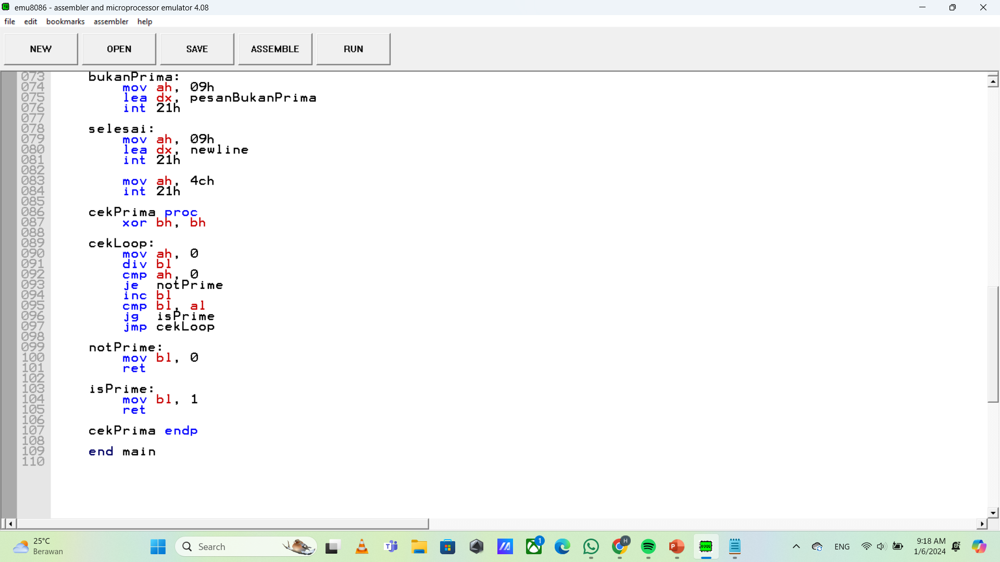 emu8086 - assembler and microprocessor emulator 4.08
file edit bookmarks assembler help
NEW OPEN SAVE ASSEMBLE RUN
073 bukanPrima:
074 mov ah, 09h
075 lea dx, pesanBukanPrima
076 int 21h
077
078 selesai:
079 mov ah, 09h
080 lea dx, newline
081 int 21h
082
083 mov ah, 4ch
084 int 21h
085
086 cekPrima proc
087 xor bh, bh
088
089 cekLoop:
090 mov ah, 0
091 div bl
092 cmp ah, 0
093 je notPrime
094 inc bl
095 cmp bl, al
096 jg isPrime
097 jmp cekLoop
098
099 notPrime:
100 mov bl, 0
101 ret
102
103 isPrime:
104 mov bl, 1
105 ret
106
107 cekPrima endp
108
109 end main
110
25°C
Berawan
Search
1
H
ENG
9:18 AM
1/6/2024